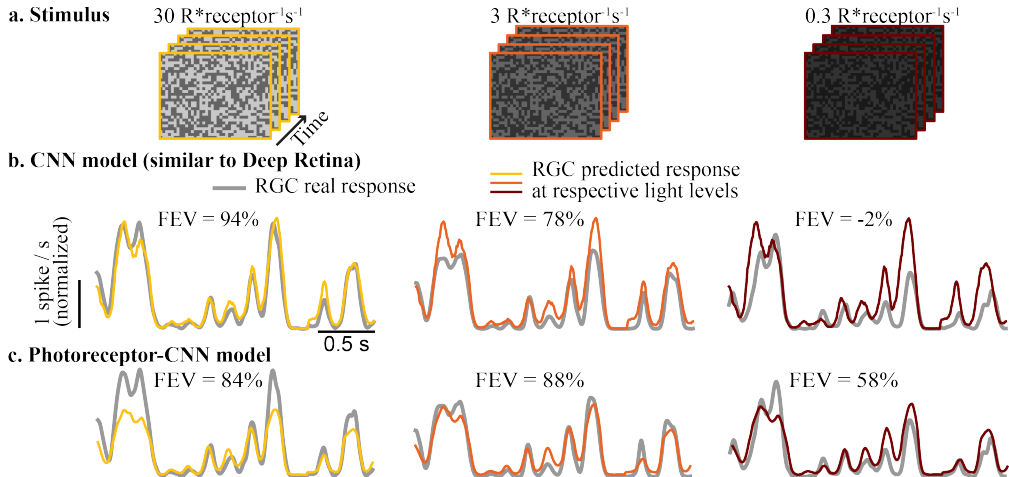 a. Stimulus
30 R*receptor-1s-1
3 R*receptor-1s-1
0.3 R*receptor-1s-1
Time
b. CNN model (similar to Deep Retina)
RGC real response
RGC predicted response
at respective light levels
FEV = 94%
FEV = 78%
FEV = -2%
1 spike / s
(normalized)
0.5 s
c. Photoreceptor-CNN model
FEV = 84%
FEV = 88%
FEV = 58%